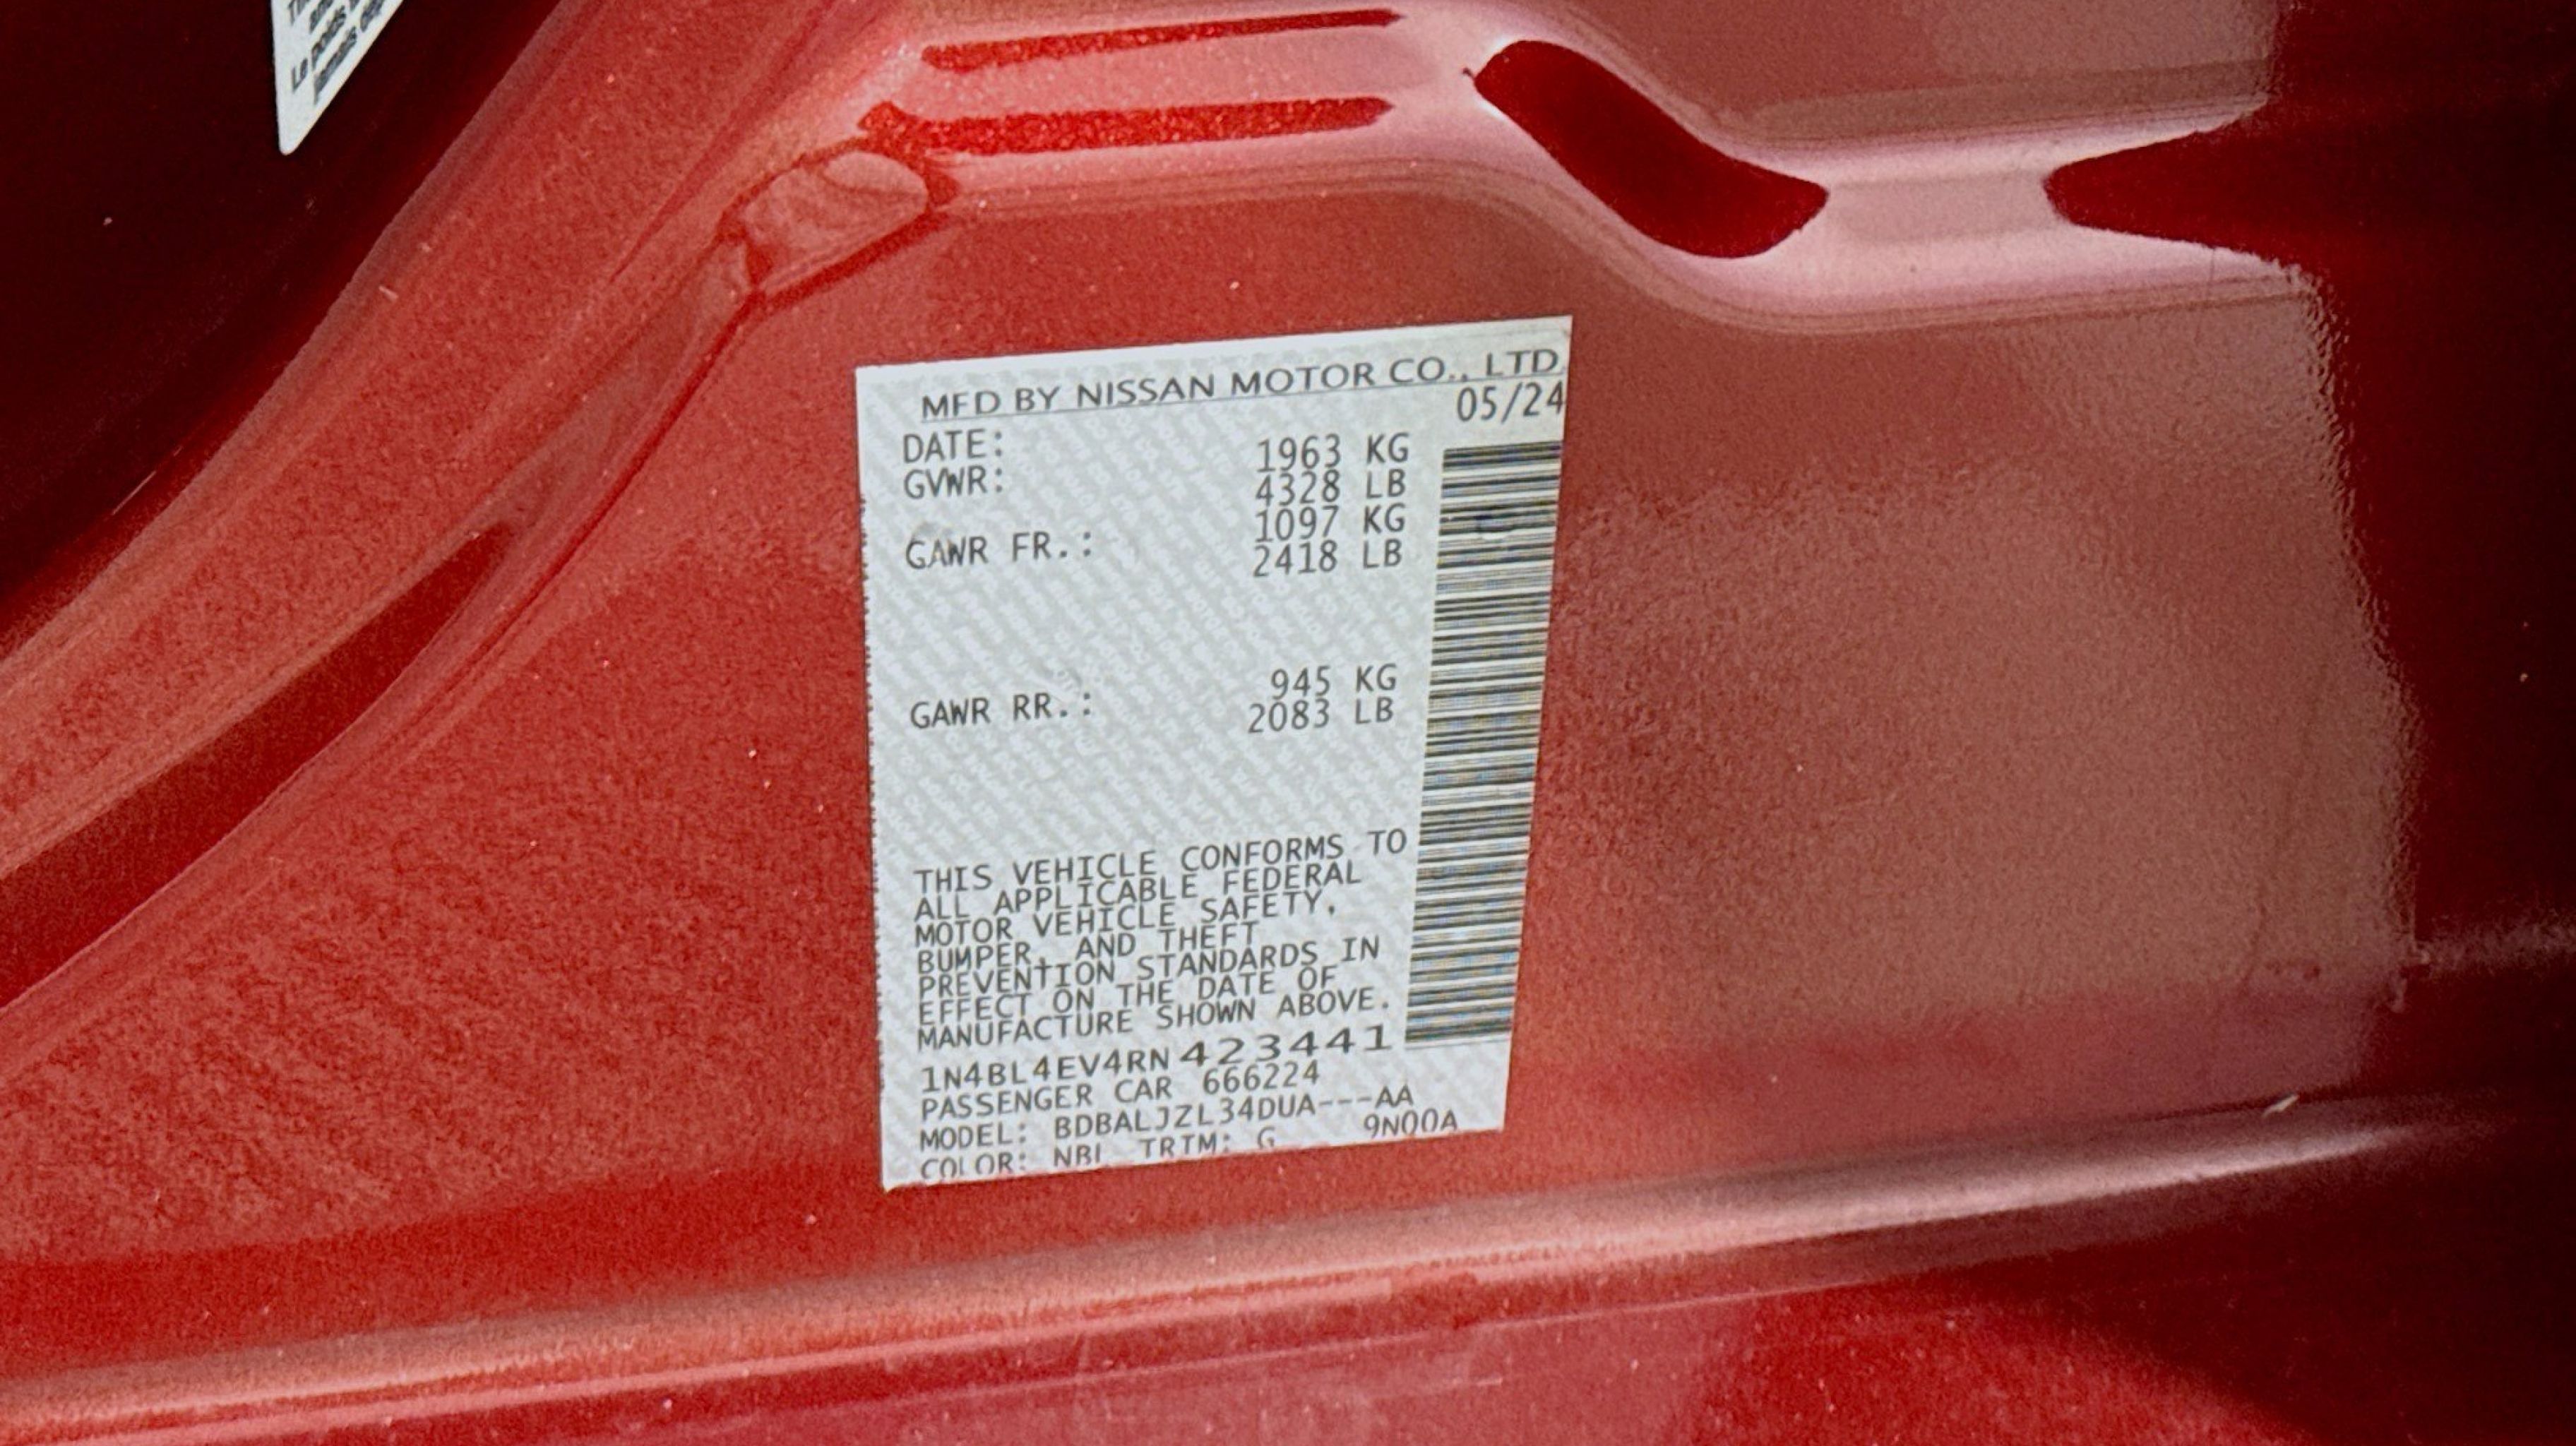 Le poids
jamais
MFD BY NISSAN MOTOR CO., LTD.
05/24
DATE:
GVWR: 1963 KG
4328 LB
GAWR FR.: 1097 KG
2418 LB
GAWR RR.: 945 KG
2083 LB
THIS VEHICLE CONFORMS TO
ALL APPLICABLE FEDERAL
MOTOR VEHICLE SAFETY,
BUMPER, AND THEFT
PREVENTION STANDARDS IN
EFFECT ON THE DATE OF
MANUFACTURE SHOWN ABOVE.
1N4BL4EV4RN423441
PASSENGER CAR 666224
MODEL: BDBALJZL34DUA---AA
COLOR: NBL TRIM: G 9N00A